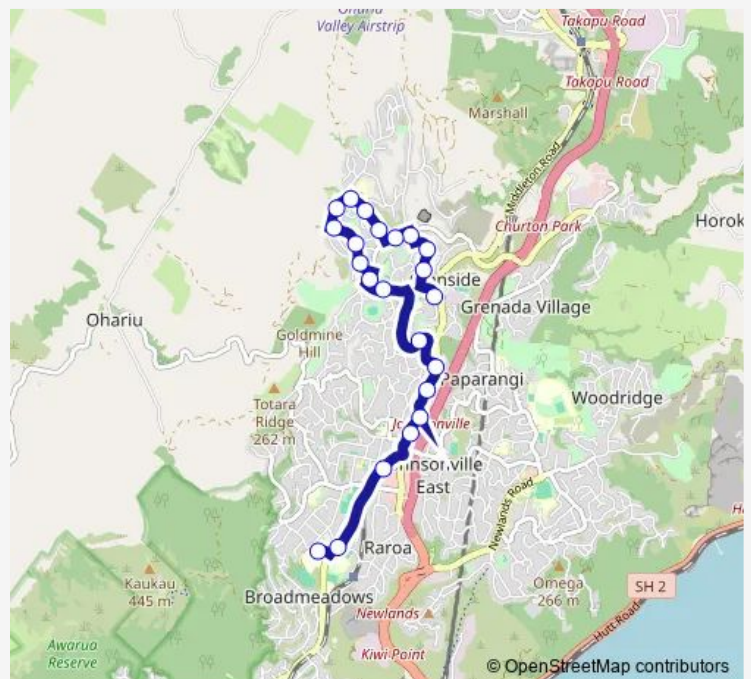 Takapu Road
Valley Airstrip
Takapu Road
Marshall
Middleton Road
Churton Park
Horok
nside
Grenada Village
Ohariu
Goldmine
Hill
Paparangi
Totara
Ridge
262 m
Woodridge
nsonville
East
Newlands Road
Raroa
Kaukau
445 m
Omega
266 m
SH 2
Broadmeadows
Newlands
Hutt Road
Awarua
Reserve
Kiwi Point
© OpenStreetMap contributors